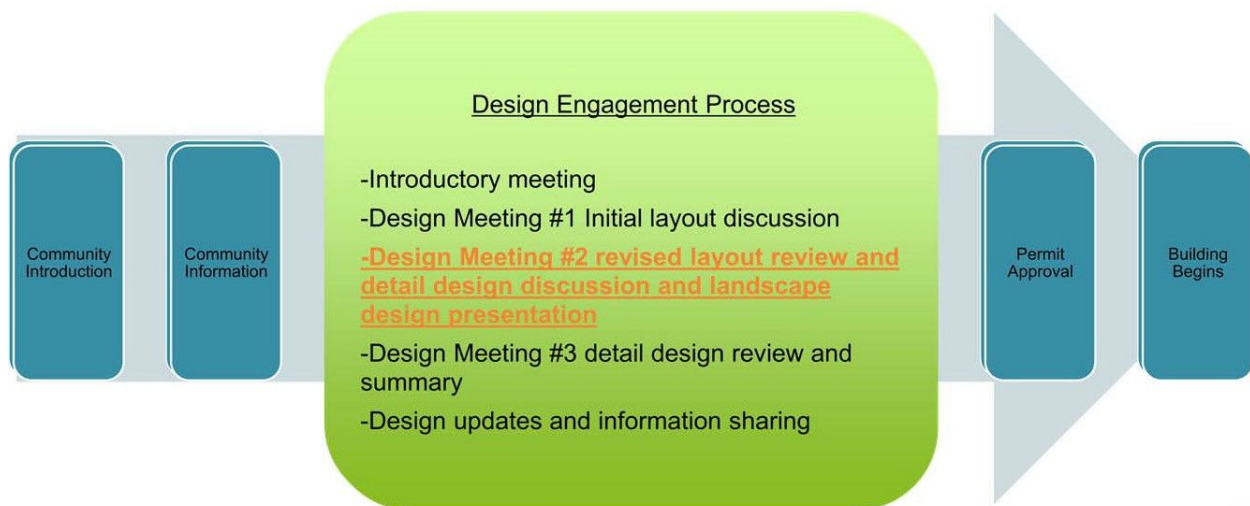 Community
Introduction
Community
Information
Design Engagement Process
-Introductory meeting
-Design Meeting #1 Initial layout discussion
-Design Meeting #2 revised layout review and
detail design discussion and landscape
design presentation
-Design Meeting #3 detail design review and
summary
-Design updates and information sharing
Permit
Approval
Building
Begins